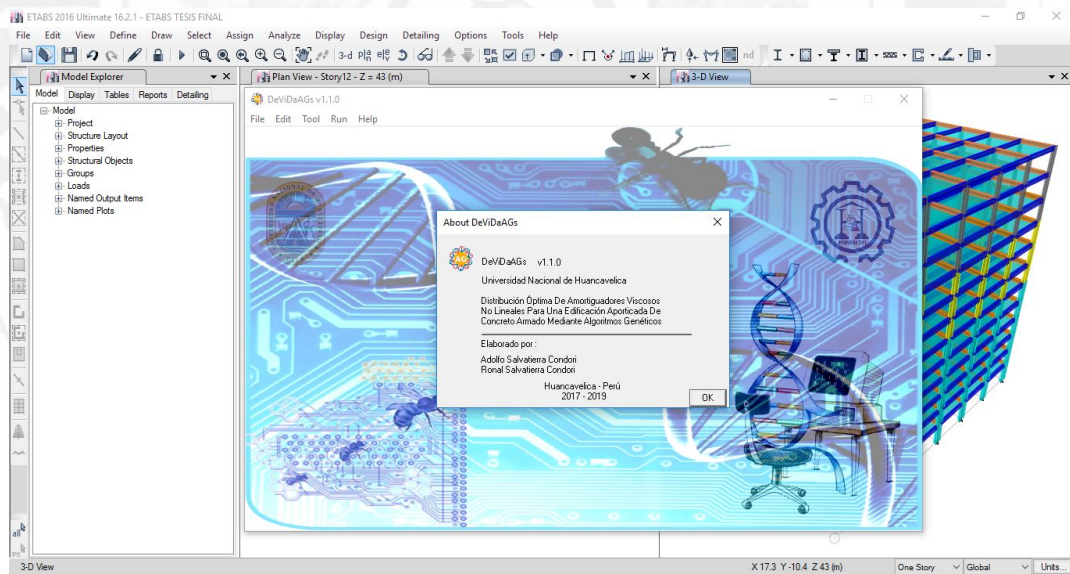 ETABS 2016 Ultimate 16.2.1 - ETABS TESIS FINAL
File Edit View Define Draw Select Assign Analyze Display Design Detailing Options Tools Help
3-d
nd
Model Explorer
Plan View - Story12 - Z = 43 (m)
3-D View
Model Display Tables Reports Detailing
Model
Project
Structure Layout
Properties
Structural Objects
Groups
Loads
Named Output Items
Named Plots
DeViDaAGs v1.1.0
File Edit Tool Run Help
About DeViDaAGs
AG
DeViDaAGs v1.1.0
Universidad Nacional de Huancavelica
Distribución Óptima De Amortiguadores Viscosos
No Lineales Para Una Edificación Aporticada De
Concreto Armado Mediante Algoritmos Genéticos
Elaborado por :
Adolfo Salvatierra Condori
Ronal Salvatierra Condori
Huancavelica - Perú
2017 - 2019
OK
all
ps
3-D View
X 17.3 Y -10.4 Z 43 (m)
One Story
Global
Units...